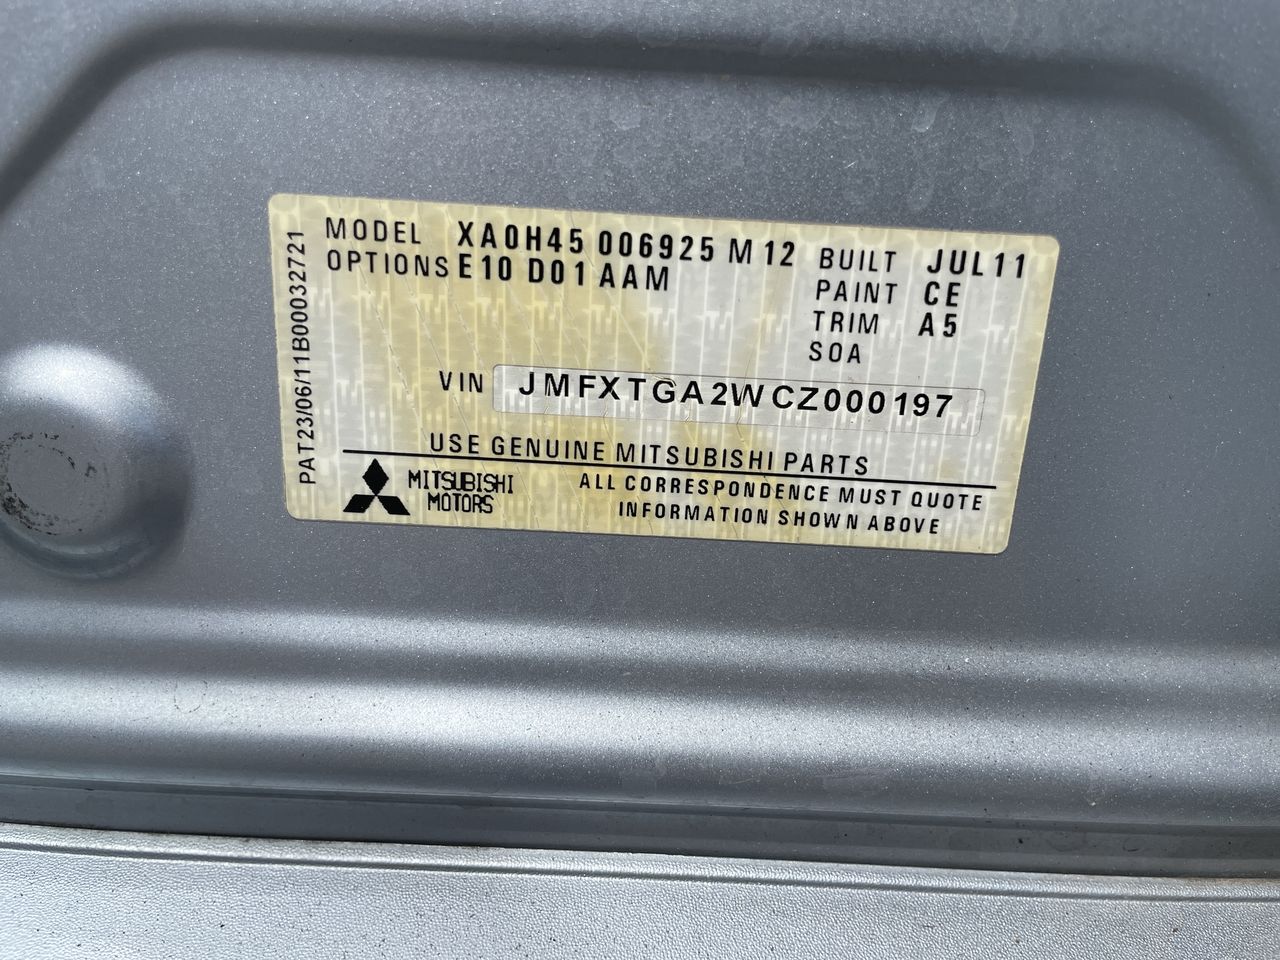 PAT23/06/11B00032721
MODEL XA0H45 006925 M12
OPTIONS E10 D01 AAM
BUILT JUL11
PAINT CE
TRIM A5
SOA
VIN JMFXTGA2WCZ000197
USE GENUINE MITSUBISHI PARTS
MITSUBISHI
MOTORS
ALL CORRESPONDENCE MUST QUOTE
INFORMATION SHOWN ABOVE